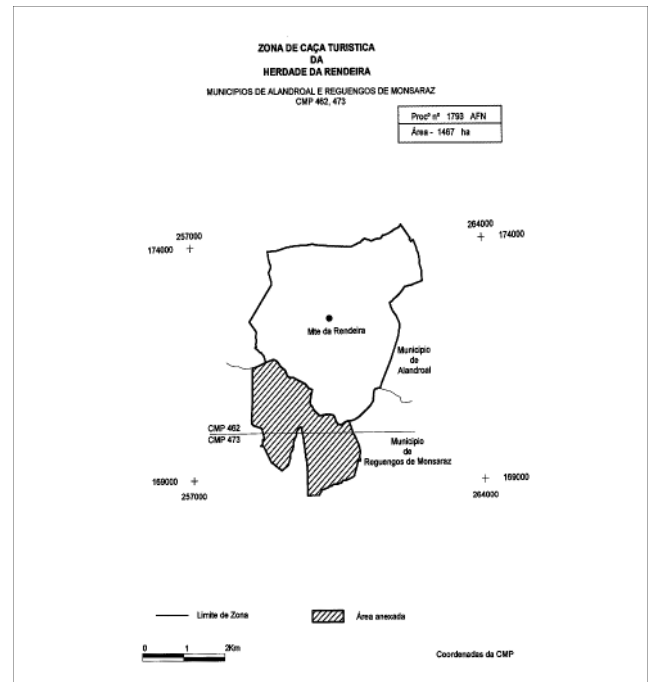 ZONA DE CAÇA TURISTICA
DA
HERDADE DA RENDEIRA
MUNICIPIOS DE ALANDROAL E REGUENGOS DE MONSARAZ
CMP 462, 473
Procº nº 1793 AFN
Área - 1467 ha
257000
174000
264000
174000
Mte da Rendeira
Municipio
de
Alandroal
CMP 462
CMP 473
Municipio
de
Reguengos de Monsaraz
169000
257000
169000
264000
Limite de Zona
Área anexada
0 1 2Km
Coordenadas da CMP